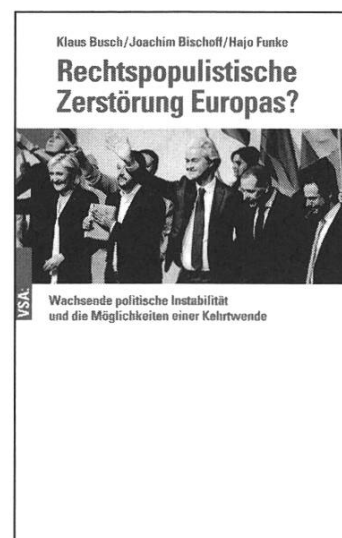 Klaus Busch/Joachim Bischoff/Hajo Funke
Rechtspopulistische
Zerstörung Europas?
VSA:
Wachsende politische Instabilität
und die Möglichkeiten einer Kehrtwende